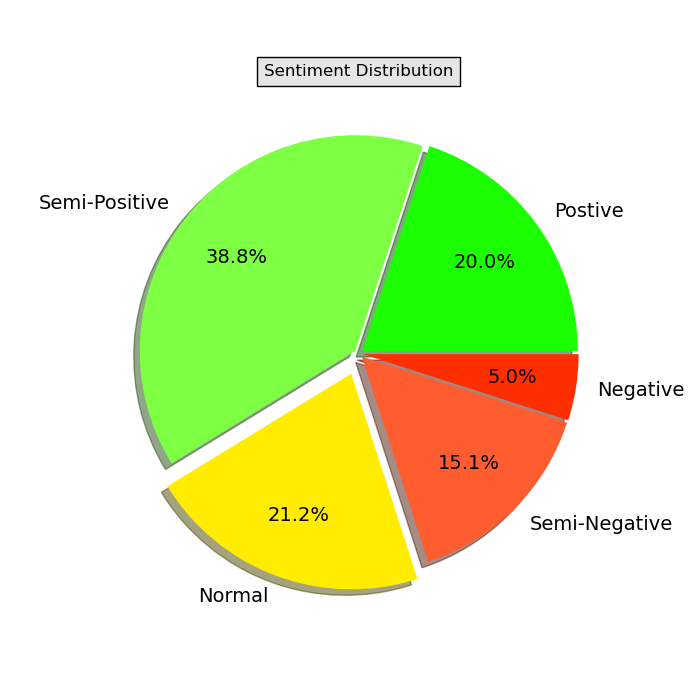 Sentiment Distribution
Semi-Positive
38.8%
Postive
20.0%
5.0%
Negative
15.1%
Semi-Negative
21.2%
Normal